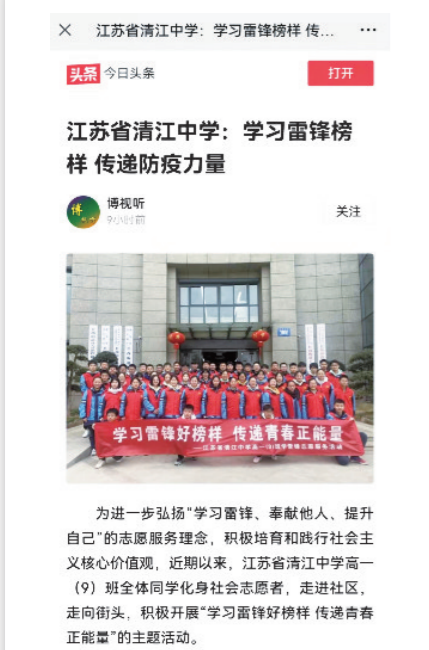 江苏省清江中学：学习雷锋榜样 传...
头条 今日头条
打开
江苏省清江中学：学习雷锋榜
样 传递防疫力量
博
博视听
9小时前
关注
学习雷锋好榜样 传递青春正能量
为进一步弘扬“学习雷锋、奉献他人、提升
自己”的志愿服务理念，积极培育和践行社会主
义核心价值观，近期以来，江苏省清江中学高一
（9）班全体同学化身社会志愿者，走进社区，
走向街头，积极开展“学习雷锋好榜样 传递青春
正能量”的主题活动。